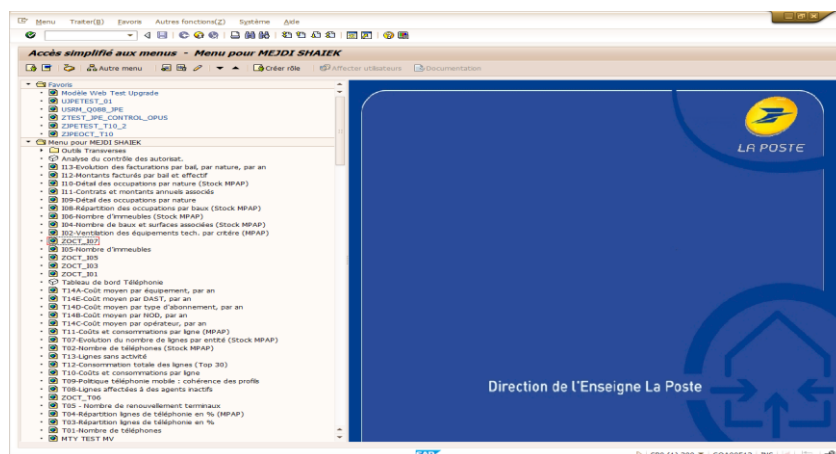 Menu Traiter(B) Favoris Autres fonctions(Z) Système Aide
Accès simplifié aux menus - Menu pour MEJDI SHAIEK
Autre menu Créer rôle Affecter utilisateurs Documentation
Favoris
Modèle Web Test Upgrade
UJPETEST_01
USRM_Q0BB_JPE
ZTEST_JPE_CONTROL_OPUS
ZJPETEST_T10_2
ZJPEOCT_T10
Menu pour MEJDI SHAIEK
Outils Transverses
Analyse du contrôle des autorisat.
I13-Evolution des facturations par bail, par nature, par an
I12-Montants facturés par bail et effectif
I10-Détail des occupations par nature (Stock MPAP)
I11-Contrats et montants annuels associés
I09-Détail des occupations par nature
I08-Répartition des occupations par baux (Stock MPAP)
I06-Nombre d'immeubles (Stock MPAP)
I04-Nombre de baux et surfaces associées (Stock MPAP)
I02-Ventilation des équipements tech. par critère (MPAP)
ZOCT_I07
I05-Nombre d'immeubles
ZOCT_I05
ZOCT_I03
ZOCT_I01
Tableau de bord Téléphonie
T14A-Coût moyen par équipement, par an
T14E-Coût moyen par DAST, par an
T14D-Coût moyen par type d'abonnement, par an
T14B-Coût moyen par NOD, par an
T14C-Coût moyen par opérateur, par an
T11-Coûts et consommations par ligne (MPAP)
T07-Evolution du nombre de lignes par entité (Stock MPAP)
T02-Nombre de téléphones (Stock MPAP)
T13-Lignes sans activité
T12-Consommation totale des lignes (Top 30)
T10-Coûts et consommations par ligne
T09-Politique téléphonie mobile : cohérence des profils
T08-Lignes affectées à des agents inactifs
ZOCT_T06
T05 - Nombre de renouvellement terminaux
T04-Répartition lignes de téléphonie en % (MPAP)
T03-Répartition lignes de téléphonie en %
T01-Nombre de téléphones
MTY TEST MV
LA POSTE
Direction de l'Enseigne La Poste
SAP